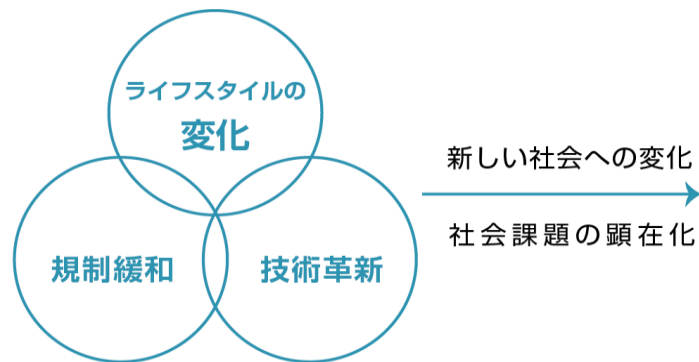 ライフスタイルの
変化
規制緩和
技術革新
新しい社会への変化
社会課題の顕在化